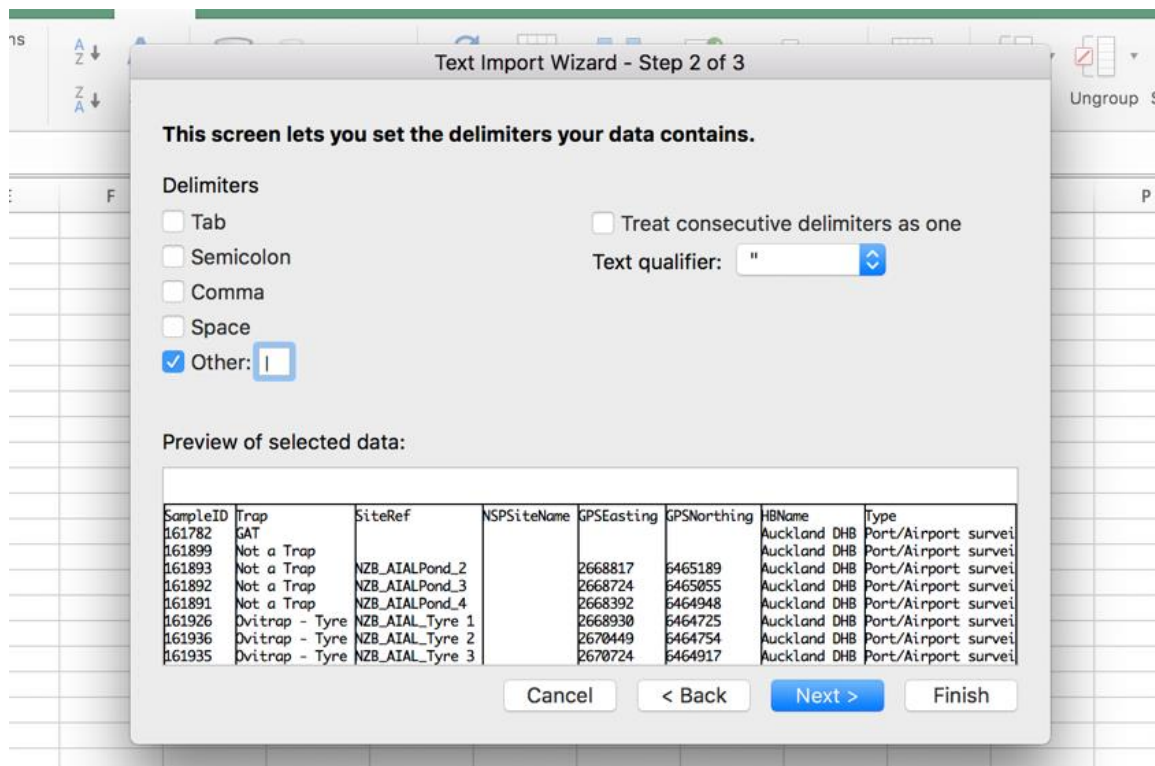 ns
A
Z
Z
A
Ungroup S
Text Import Wizard - Step 2 of 3
This screen lets you set the delimiters your data contains.
Delimiters
Tab
Semicolon
Comma
Space
Other: |
Treat consecutive delimiters as one
Text qualifier: "
F
P
Preview of selected data:
SampleID Trap SiteRef NSPSiteName GPSEasting GPSNorthing HBName Type
161782 GAT Auckland DHB Port/Airport survei
161899 Not a Trap Auckland DHB Port/Airport survei
161893 Not a Trap NZB_AIALPond_2 2668817 6465189 Auckland DHB Port/Airport survei
161892 Not a Trap NZB_AIALPond_3 2668724 6465055 Auckland DHB Port/Airport survei
161891 Not a Trap NZB_AIALPond_4 2668392 6464948 Auckland DHB Port/Airport survei
161926 Ovitrap - Tyre NZB_AIAL_Tyre 1 2668930 6464725 Auckland DHB Port/Airport survei
161936 Ovitrap - Tyre NZB_AIAL_Tyre 2 2670449 6464754 Auckland DHB Port/Airport survei
161935 Ovitrap - Tyre NZB_AIAL_Tyre 3 2670724 6464917 Auckland DHB Port/Airport survei
Cancel
< Back
Next >
Finish